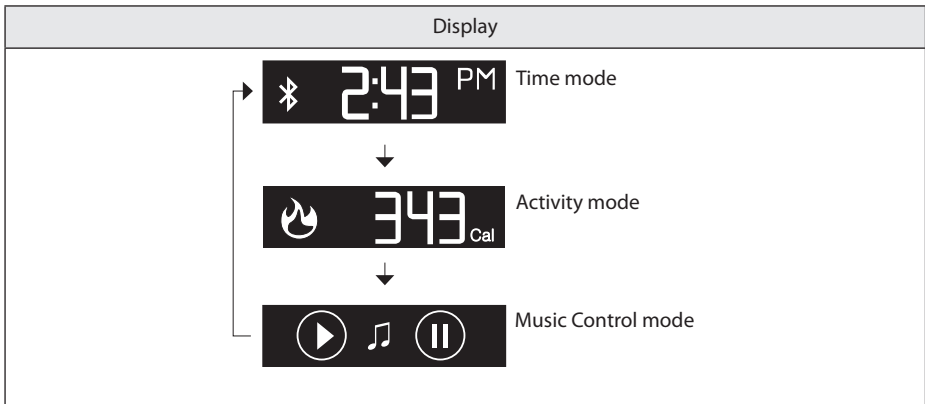 Display
2:43 PM Time mode
343 Cal Activity mode
Music Control mode